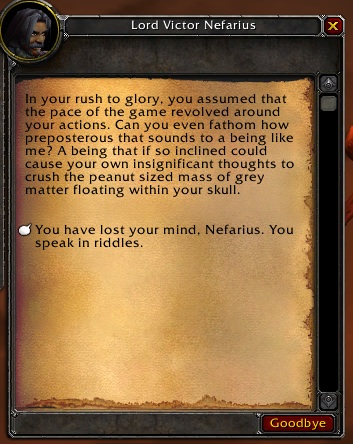 Lord Victor Nefarius
In your rush to glory, you assumed that
the pace of the game revolved around
your actions. Can you even fathom how
preposterous that sounds to a being like
me? A being that if so inclined could
cause your own insignificant thoughts to
crush the peanut sized mass of grey
matter floating within your skull.
You have lost your mind, Nefarius. You
speak in riddles.
Goodbye